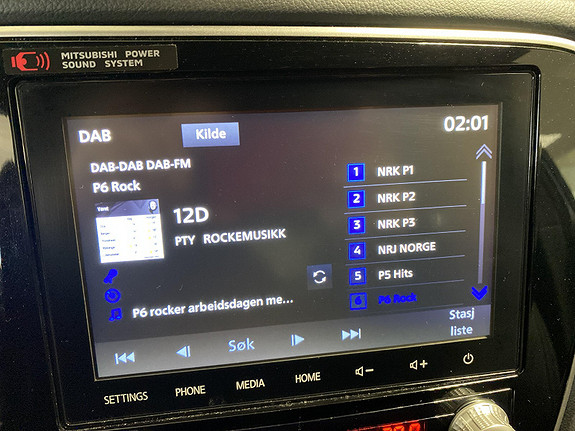 MITSUBISHI POWER
SOUND SYSTEM
DAB
Kilde
02:01
DAB-DAB DAB-FM
P6 Rock
12D
PTY ROCKEMUSIKK
P6 rocker arbeidsdagen me...
1 NRK P1
2 NRK P2
3 NRK P3
4 NRJ NORGE
5 P5 Hits
6 P6 Rock
Søk
Stasj
liste
SETTINGS
PHONE
MEDIA
HOME